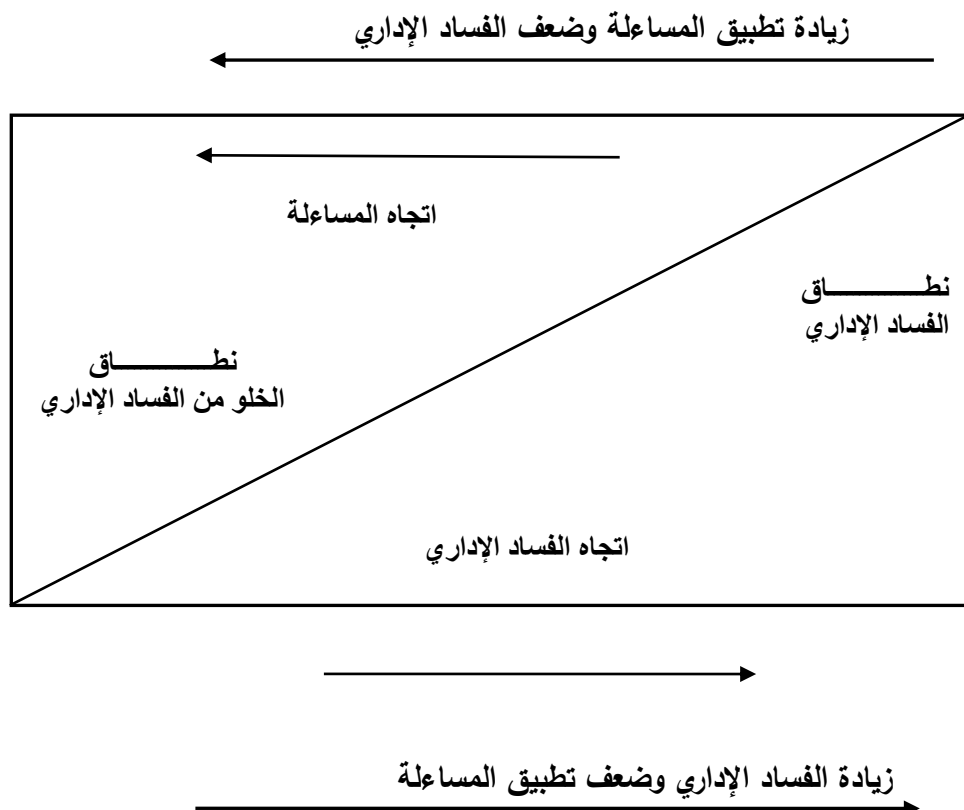 زيادة تطبيق المساءلة وضعف الفساد الإداري
اتجاه المساءلة
نطـــــــاق
الفساد الإداري
نطـــــــاق
الخلو من الفساد الإداري
اتجاه الفساد الإداري
زيادة الفساد الإداري وضعف تطبيق المساءلة